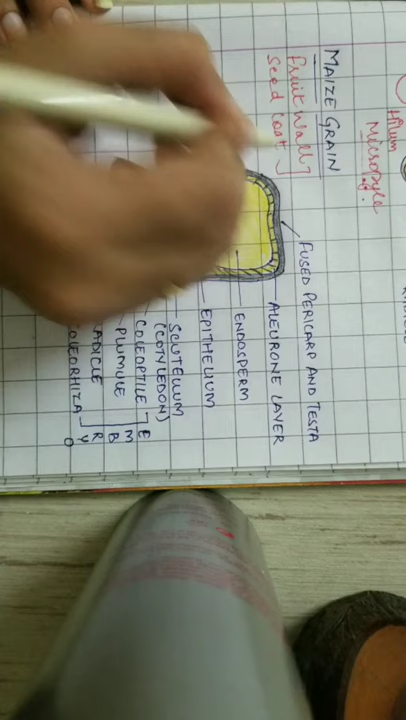 Hilum
Micropyle
MAIZE GRAIN
Fruit Wall
Seed Coat
FUSED PERICARP AND TESTA
ALEURONE LAYER
ENDOSPERM
EPITHELIUM
SCUTELLUM
(COTYLEDON)
COLEOPTILE
PLUMULE
RADICLE
COLEORHIZA
E
M
B
R
Y
O